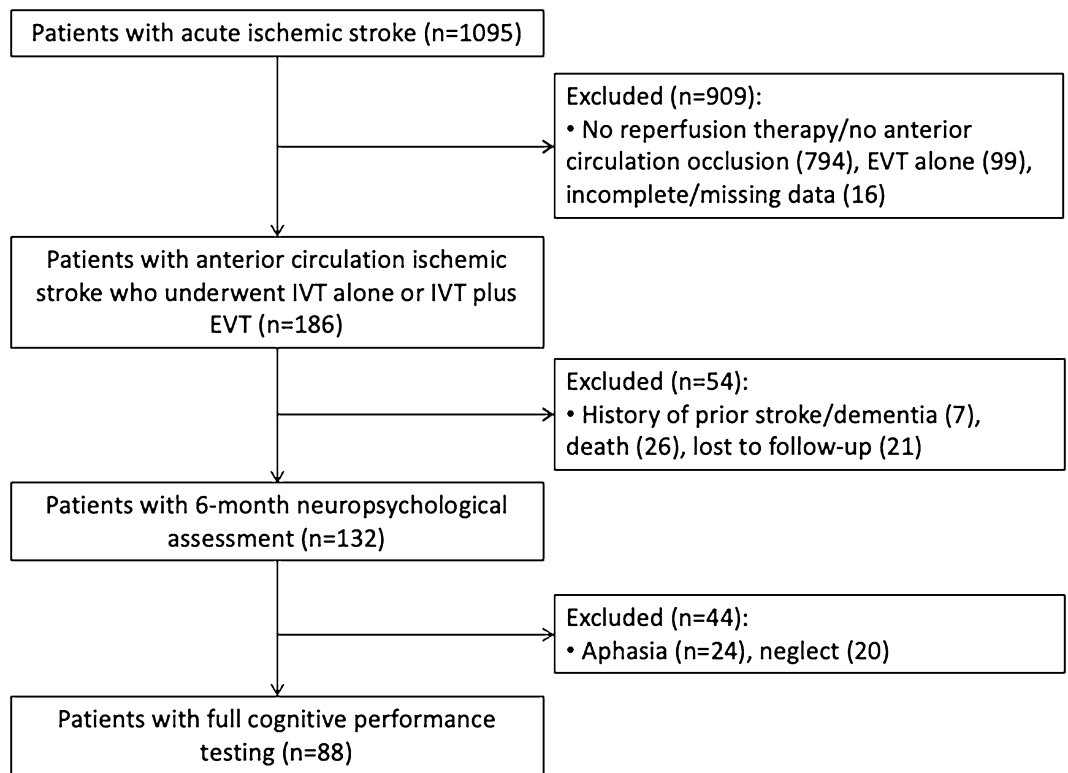 Patients with acute ischemic stroke (n=1095)
Excluded (n=909):
• No reperfusion therapy/no anterior
circulation occlusion (794), EVT alone (99),
incomplete/missing data (16)
Patients with anterior circulation ischemic
stroke who underwent IVT alone or IVT plus
EVT (n=186)
Excluded (n=54):
• History of prior stroke/dementia (7),
death (26), lost to follow-up (21)
Patients with 6-month neuropsychological
assessment (n=132)
Excluded (n=44):
• Aphasia (n=24), neglect (20)
Patients with full cognitive performance
testing (n=88)